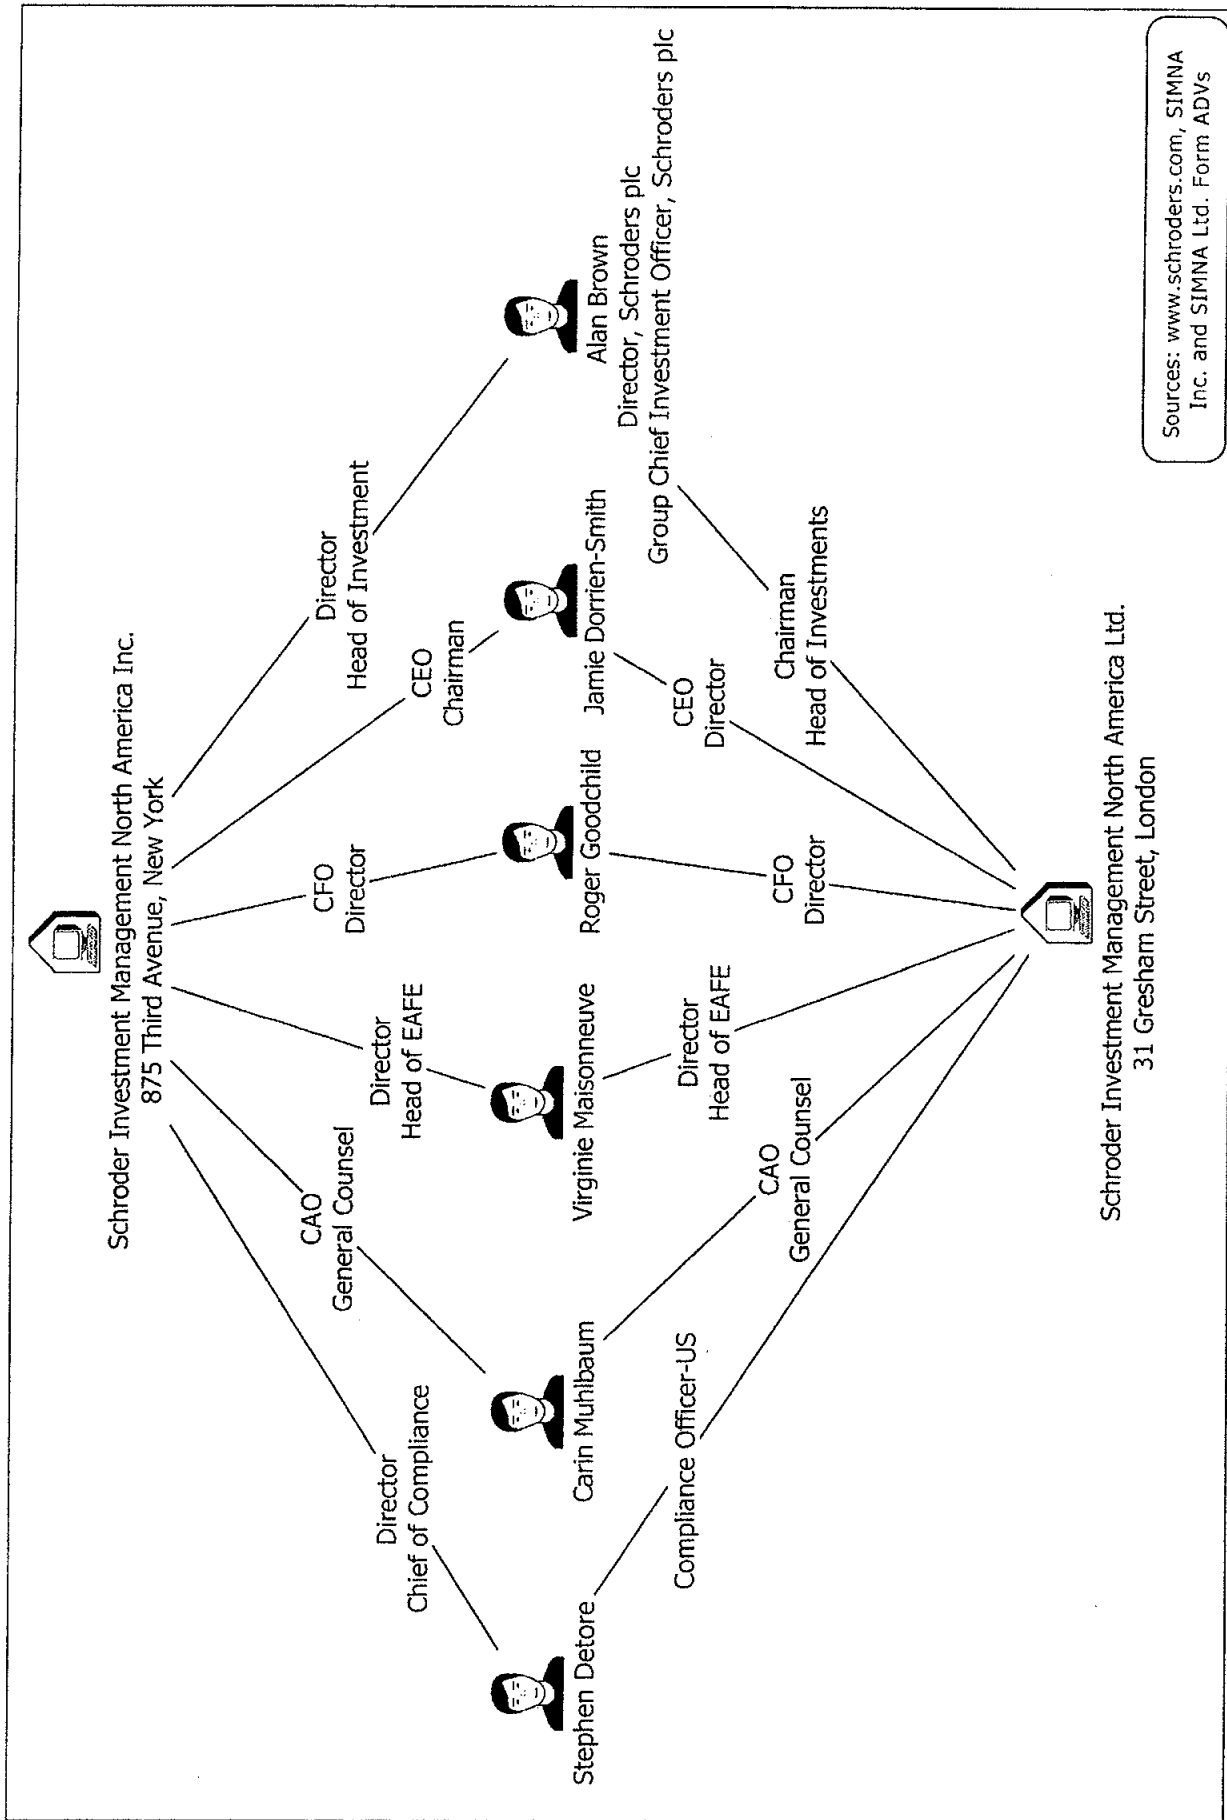 Schroder Investment Management North America Inc.
875 Third Avenue, New York
Director
Chief of Compliance
CAO
General Counsel
Director
Head of EAFE
CFO
Director
CEO
Chairman
Director
Head of Investment
Stephen Detore
Carin Muhlbaum
Virginie Maisonneuve
Roger Goodchild
Jamie Dorrien-Smith
Alan Brown
Director, Schroders plc
Group Chief Investment Officer, Schroders plc
Compliance Officer-US
CAO
General Counsel
Director
Head of EAFE
CFO
Director
CEO
Director
Chairman
Head of Investments
Schroder Investment Management North America Ltd.
31 Gresham Street, London
Sources: www.schroders.com, SIMNA
Inc. and SIMNA Ltd. Form ADVs